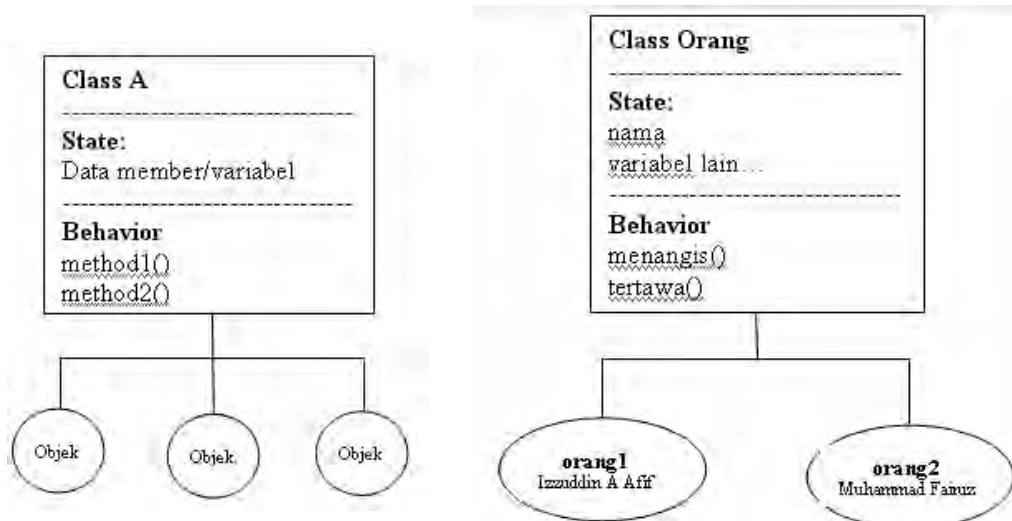 Class A
State:
Data member/variabel
Behavior
method1()
method2()
Objek
Objek
Objek
Class Orang
State:
nama
variabel lain...
Behavior
menangis()
tertawa()
orang1
Izzuddin A Afif
orang2
Muhammad Fairuz